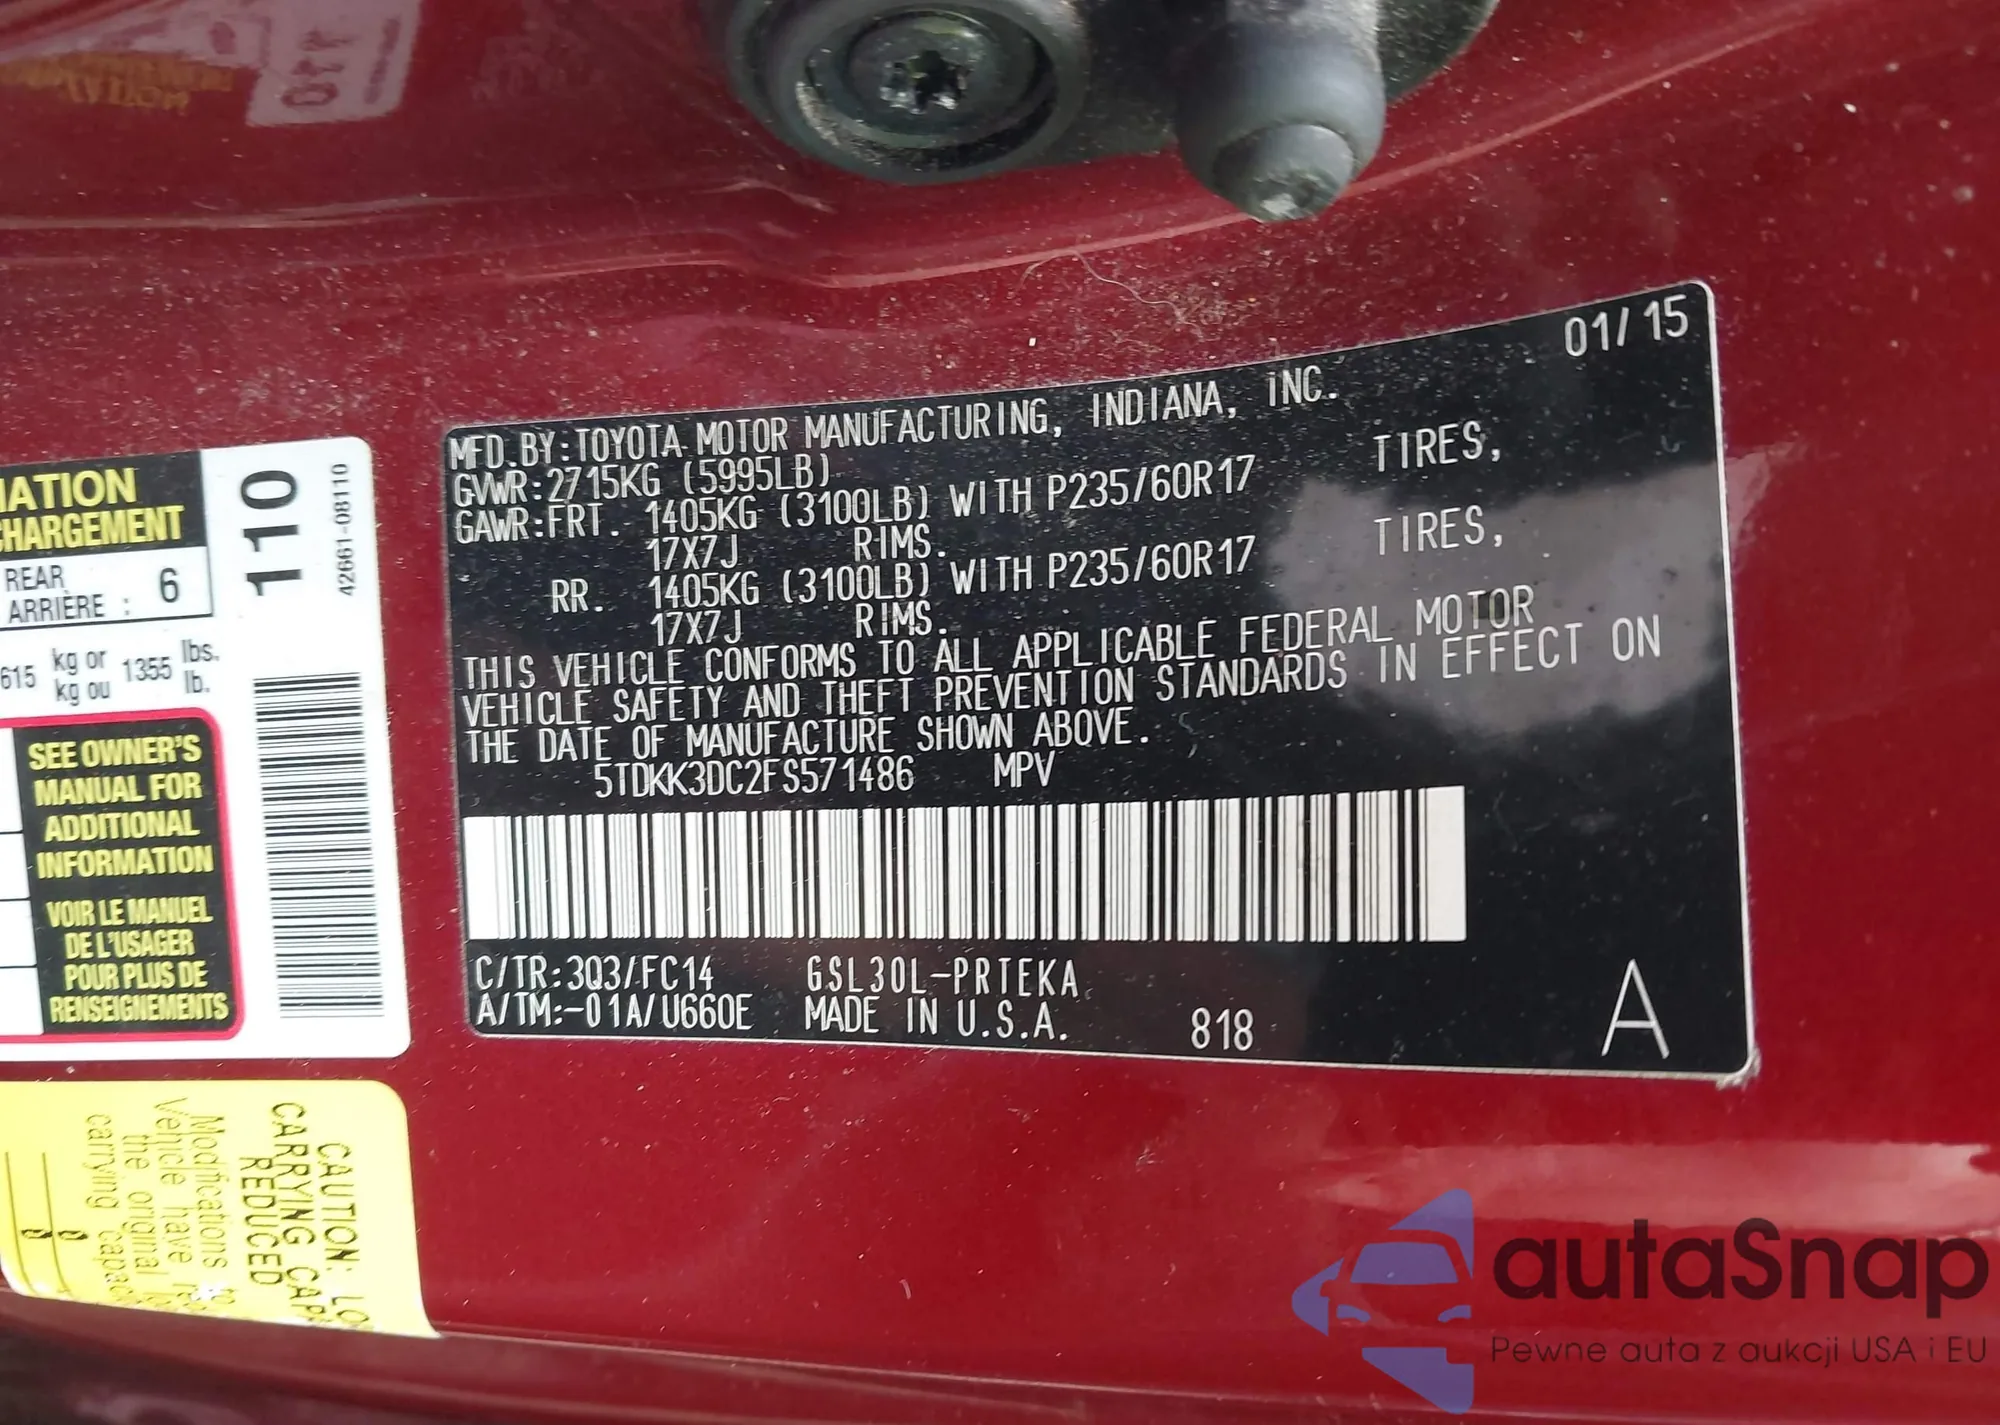 01/15
MFD.BY:TOYOTA MOTOR MANUFACTURING, INDIANA, INC.
GVWR:2715KG (5995LB)
GAWR:FRT. 1405KG (3100LB) WITH P235/60R17 TIRES,
17X7J RIMS.
RR. 1405KG (3100LB) WITH P235/60R17 TIRES,
17X7J RIMS.
THIS VEHICLE CONFORMS TO ALL APPLICABLE FEDERAL MOTOR
VEHICLE SAFETY AND THEFT PREVENTION STANDARDS IN EFFECT ON
THE DATE OF MANUFACTURE SHOWN ABOVE.
5TDKK3DC2FS571486 MPV
C/TR:3Q3/FC14 GSL30L-PRTEKA
A/TM:-01A/U660E MADE IN U.S.A. 818 A
CHARGEMENT
REAR
ARRIÈRE : 6
615 kg or 1355 lbs.
kg ou lb.
SEE OWNER'S
MANUAL FOR
ADDITIONAL
INFORMATION
VOIR LE MANUEL
DE L'USAGER
POUR PLUS DE
RENSEIGNEMENTS
110
42661-08110
CAUTION:
CARRYING
REDUCED
Modifications to
Vehicle have
the original
carrying
autaSnap
Pewne auta z aukcji USA i EU